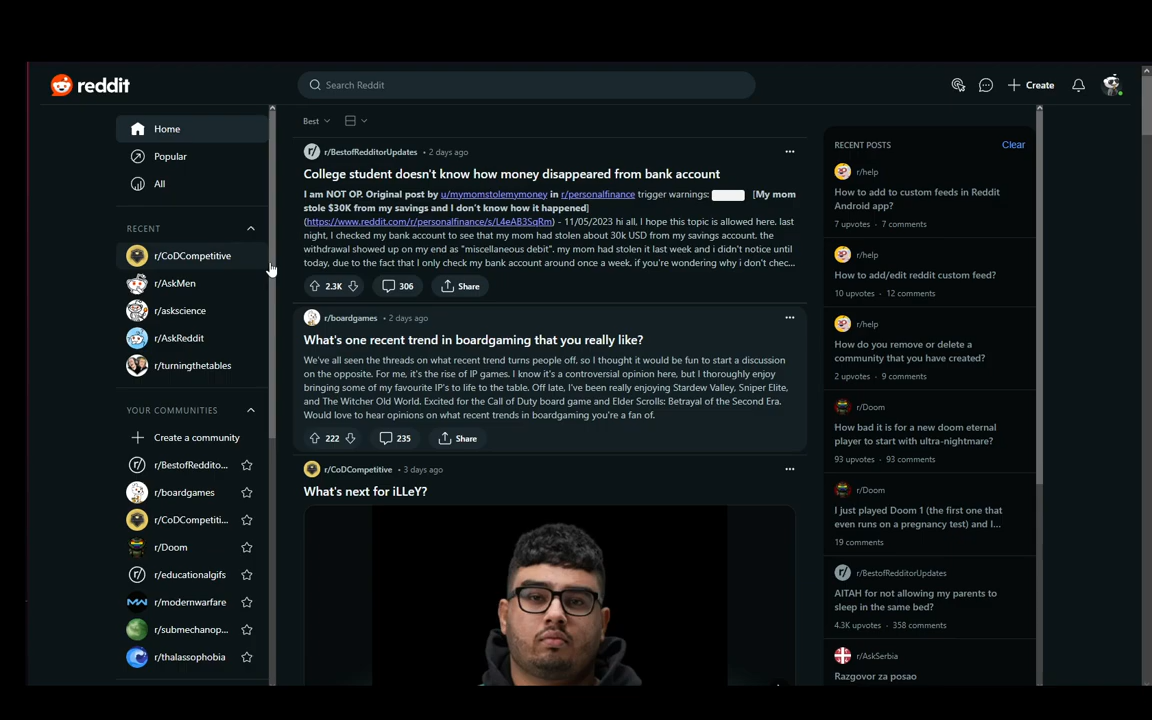 reddit
Search Reddit
Create
Home
Popular
All
RECENT
r/CoDCompetitive
r/AskMen
r/askscience
r/AskReddit
r/turningthetables
YOUR COMMUNITIES
Create a community
r/BestofReddito...
r/boardgames
r/CoDCompetiti...
r/Doom
r/educationalgifs
r/modernwarfare
r/submechanop...
r/thalassophobia
Best
r/BestofRedditorUpdates • 2 days ago
College student doesn't know how money disappeared from bank account
I am NOT OP. Original post by u/mymomstolemymoney in r/personalfinance trigger warnings: [My mom
stole $30K from my savings and I don't know how it happened]
(https://www.reddit.com/r/personalfinance/s/L4eAB3SqRm) - 11/05/2023 hi all, I hope this topic is allowed here. last
night, I checked my bank account to see that my mom had stolen about 30k USD from my savings account. the
withdrawal showed up on my end as "miscellaneous debit". my mom had stolen it last week and i didn't notice until
today, due to the fact that I only check my bank account around once a week. if you're wondering why i don't chec...
2.3K 306 Share
r/boardgames • 2 days ago
What's one recent trend in boardgaming that you really like?
We've all seen the threads on what recent trend turns people off, so I thought it would be fun to start a discussion
on the opposite. For me, it's the rise of IP games. I know it's a controversial opinion here, but I thoroughly enjoy
bringing some of my favourite IP's to life to the table. Off late, I've been really enjoying Stardew Valley, Sniper Elite,
and The Witcher Old World. Excited for the Call of Duty board game and Elder Scrolls: Betrayal of the Second Era.
Would love to hear opinions on what recent trends in boardgaming you're a fan of.
222 235 Share
r/CoDCompetitive • 3 days ago
What's next for iLLeY?
RECENT POSTS Clear
r/help
How to add to custom feeds in Reddit
Android app?
7 upvotes • 7 comments
r/help
How to add/edit reddit custom feed?
10 upvotes • 12 comments
r/help
How do you remove or delete a
community that you have created?
2 upvotes • 9 comments
r/Doom
How bad it is for a new doom eternal
player to start with ultra-nightmare?
93 upvotes • 93 comments
r/Doom
I just played Doom 1 (the first one that
even runs on a pregnancy test) and I...
19 comments
r/BestofRedditorUpdates
AITAH for not allowing my parents to
sleep in the same bed?
4.3K upvotes • 358 comments
r/AskSerbia
Razgovor za posao